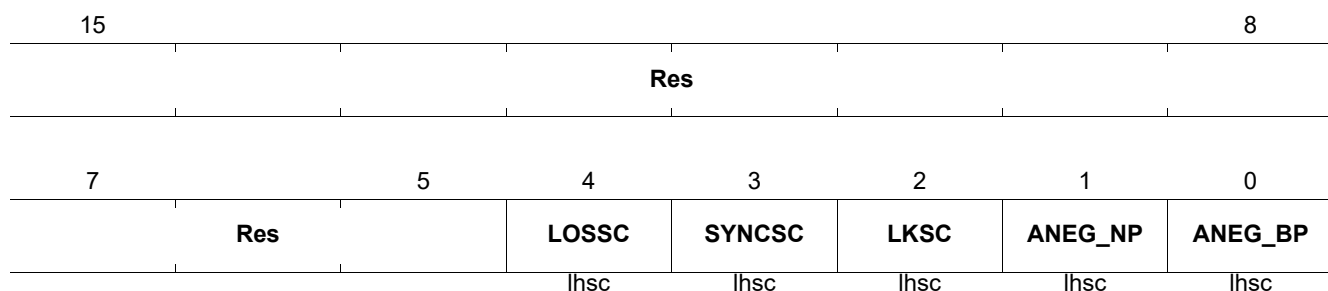 15 8
Res
7 5 4 3 2 1 0
Res LOSSC SYNCSC LKSC ANEG_NP ANEG_BP
lhsc lhsc lhsc lhsc lhsc